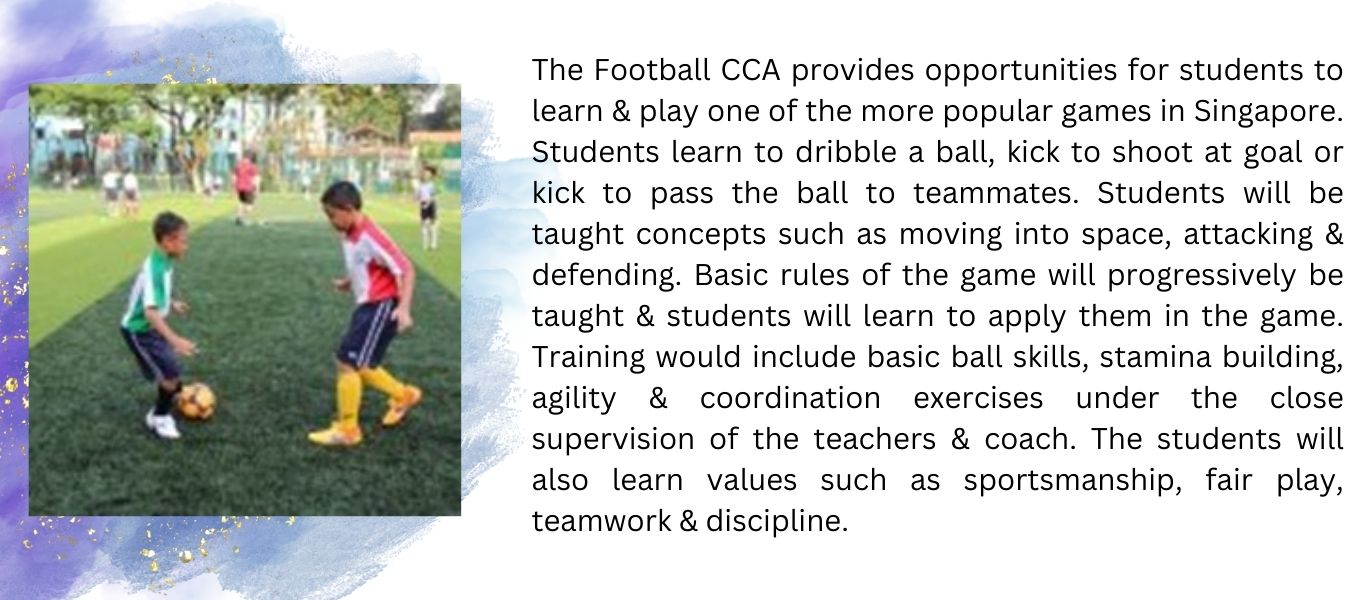 The Football CCA provides opportunities for students to
learn & play one of the more popular games in Singapore.
Students learn to dribble a ball, kick to shoot at goal or
kick to pass the ball to teammates. Students will be
taught concepts such as moving into space, attacking &
defending. Basic rules of the game will progressively be
taught & students will learn to apply them in the game.
Training would include basic ball skills, stamina building,
agility & coordination exercises under the close
supervision of the teachers & coach. The students will
also learn values such as sportsmanship, fair play,
teamwork & discipline.